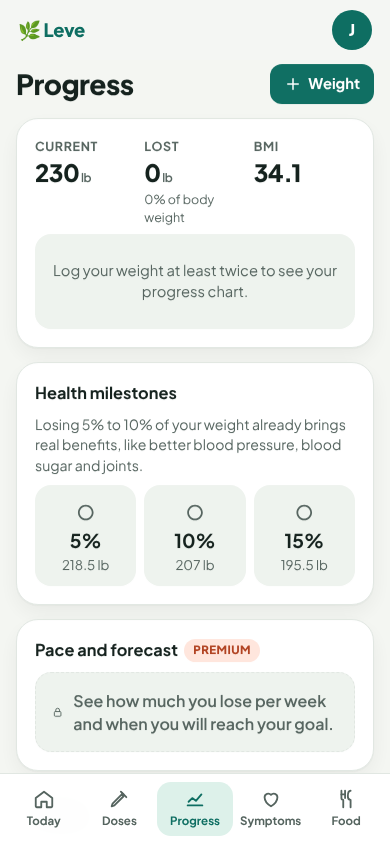 Leve
J
Progress
+ Weight
CURRENT
LOST
BMI
230 lb
0 lb
34.1
0% of body
weight
Log your weight at least twice to see your
progress chart.
Health milestones
Losing 5% to 10% of your weight already brings
real benefits, like better blood pressure, blood
sugar and joints.
5%
10%
15%
218.5 lb
207 lb
195.5 lb
Pace and forecast PREMIUM
See how much you lose per week
and when you will reach your goal.
Today
Doses
Progress
Symptoms
Food